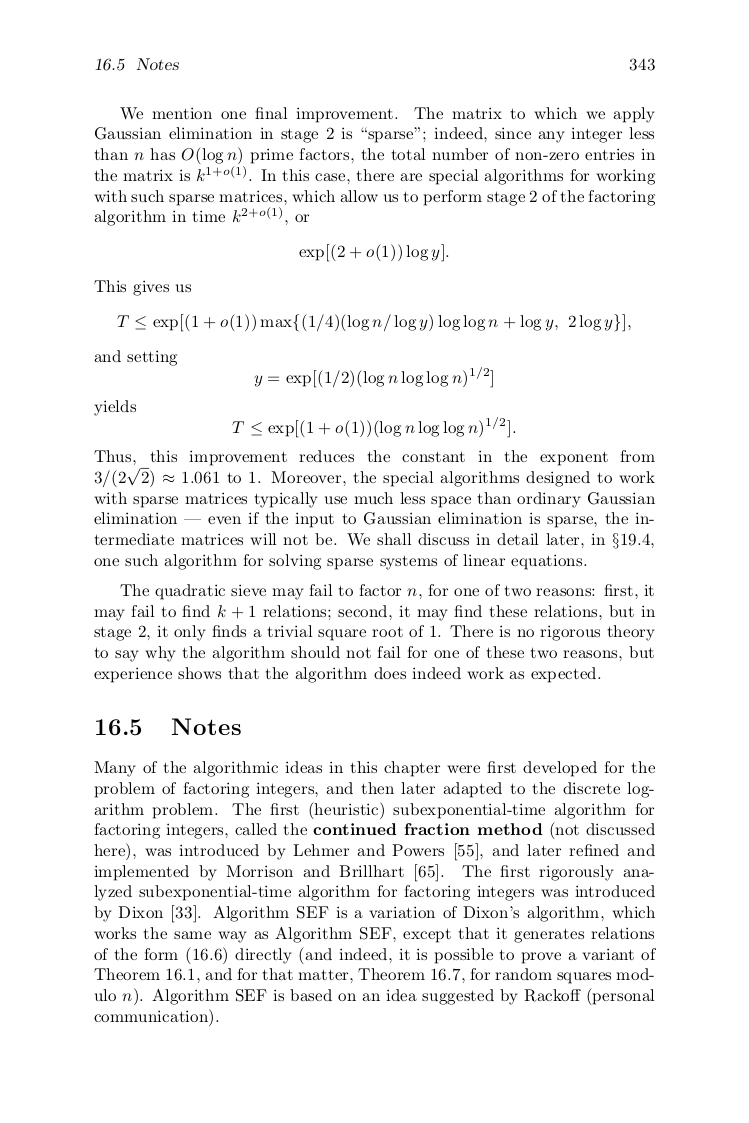 16.5 Notes 343
We mention one final improvement. The matrix to which we apply
Gaussian elimination in stage 2 is “sparse”; indeed, since any integer less
than n has O(log n) prime factors, the total number of non-zero entries in
the matrix is k^{1+o(1)}. In this case, there are special algorithms for working
with such sparse matrices, which allow us to perform stage 2 of the factoring
algorithm in time k^{2+o(1)}, or
exp[(2 + o(1)) log y].
This gives us
T ≤ exp[(1 + o(1)) max{(1/4)(log n/ log y) log log n + log y, 2 log y}],
and setting
y = exp[(1/2)(log n log log n)^{1/2}]
yields
T ≤ exp[(1 + o(1))(log n log log n)^{1/2}].
Thus, this improvement reduces the constant in the exponent from
3/(2√2) ≈ 1.061 to 1. Moreover, the special algorithms designed to work
with sparse matrices typically use much less space than ordinary Gaussian
elimination — even if the input to Gaussian elimination is sparse, the in-
termediate matrices will not be. We shall discuss in detail later, in §19.4,
one such algorithm for solving sparse systems of linear equations.
The quadratic sieve may fail to factor n, for one of two reasons: first, it
may fail to find k + 1 relations; second, it may find these relations, but in
stage 2, it only finds a trivial square root of 1. There is no rigorous theory
to say why the algorithm should not fail for one of these two reasons, but
experience shows that the algorithm does indeed work as expected.
16.5 Notes
Many of the algorithmic ideas in this chapter were first developed for the
problem of factoring integers, and then later adapted to the discrete log-
arithm problem. The first (heuristic) subexponential-time algorithm for
factoring integers, called the continued fraction method (not discussed
here), was introduced by Lehmer and Powers [55], and later refined and
implemented by Morrison and Brillhart [65]. The first rigorously ana-
lyzed subexponential-time algorithm for factoring integers was introduced
by Dixon [33]. Algorithm SEF is a variation of Dixon’s algorithm, which
works the same way as Algorithm SEF, except that it generates relations
of the form (16.6) directly (and indeed, it is possible to prove a variant of
Theorem 16.1, and for that matter, Theorem 16.7, for random squares mod-
ulo n). Algorithm SEF is based on an idea suggested by Rackoff (personal
communication).